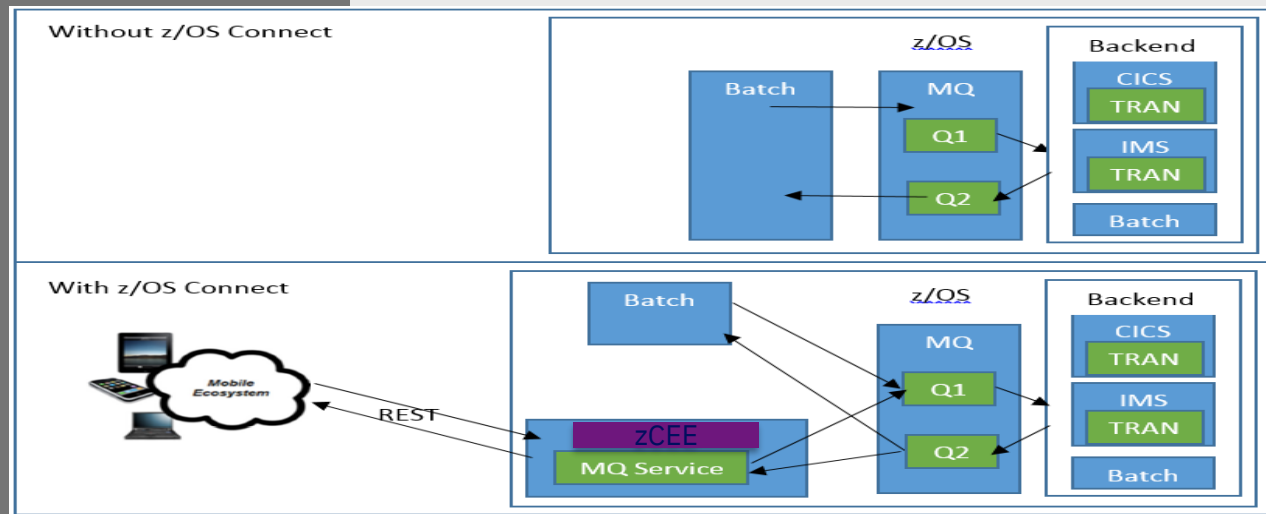 Without z/OS Connect
z/OS
Backend
Batch
MQ
CICS
TRAN
Q1
IMS
TRAN
Q2
Batch
With z/OS Connect
z/OS
Backend
Batch
MQ
CICS
TRAN
Mobile
Ecosystem
REST
Q1
IMS
TRAN
zCEE
MQ Service
Q2
Batch